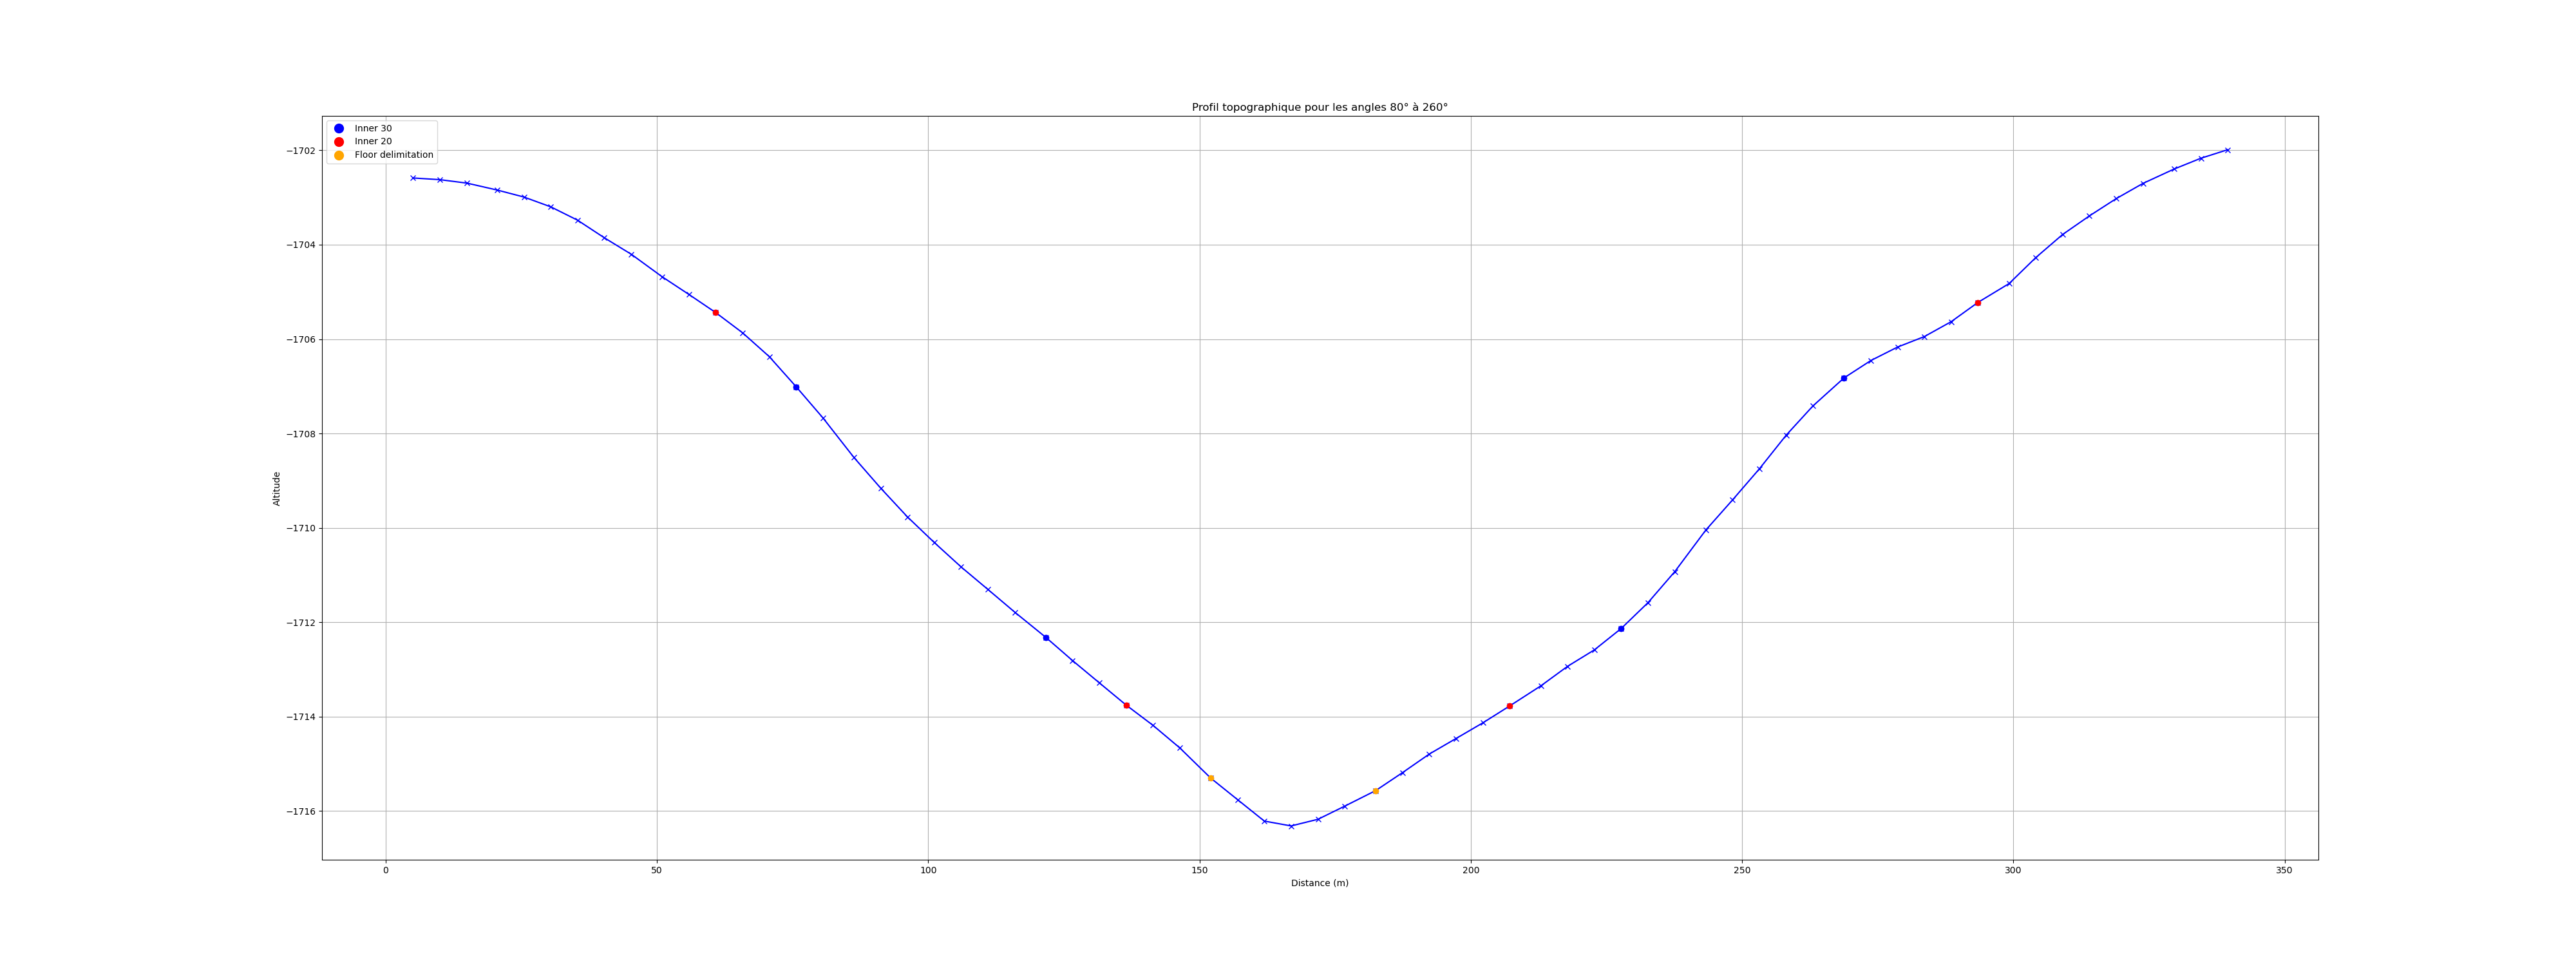 Profil topographique pour les angles 80° à 260°
Inner 30
Inner 20
Floor delimitation
−1702
−1704
−1706
−1708
−1710
−1712
−1714
−1716
Altitude
0 50 100 150 200 250 300 350
Distance (m)